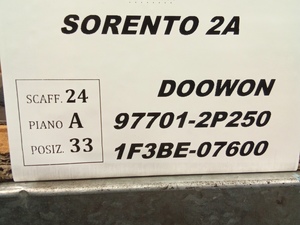 SORENTO 2A
SCAFF. 24
PIANO A
POSIZ. 33
DOOWON
97701-2P250
1F3BE-07600